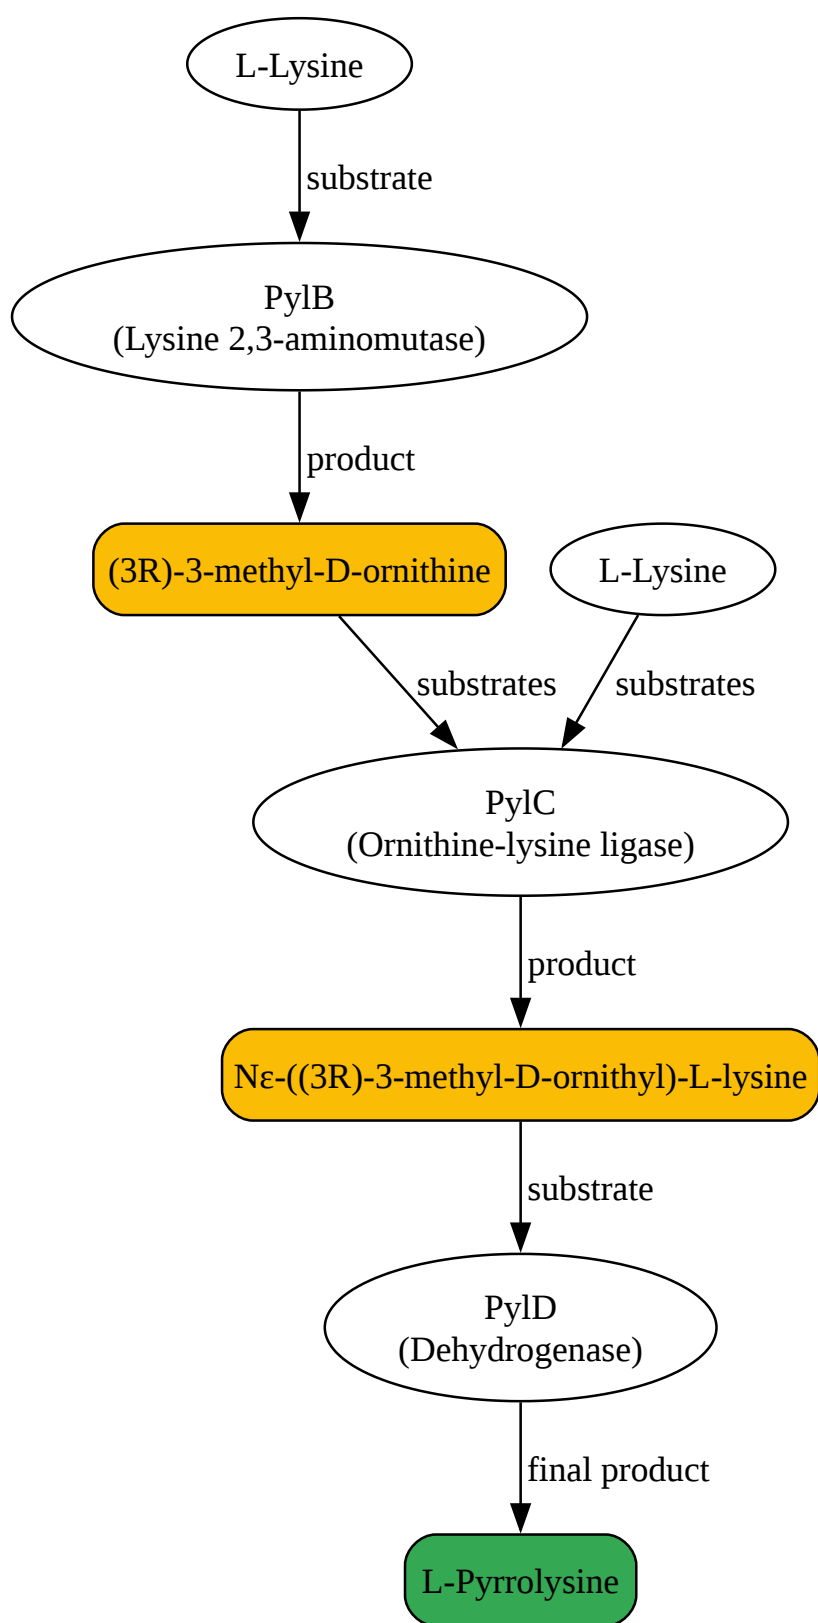 L-Lysine
substrate
PylB
(Lysine 2,3-aminomutase)
product
(3R)-3-methyl-D-ornithine
L-Lysine
substrates
substrates
PylC
(Ornithine-lysine ligase)
product
Nε-((3R)-3-methyl-D-ornithyl)-L-lysine
substrate
PylD
(Dehydrogenase)
final product
L-Pyrrolysine